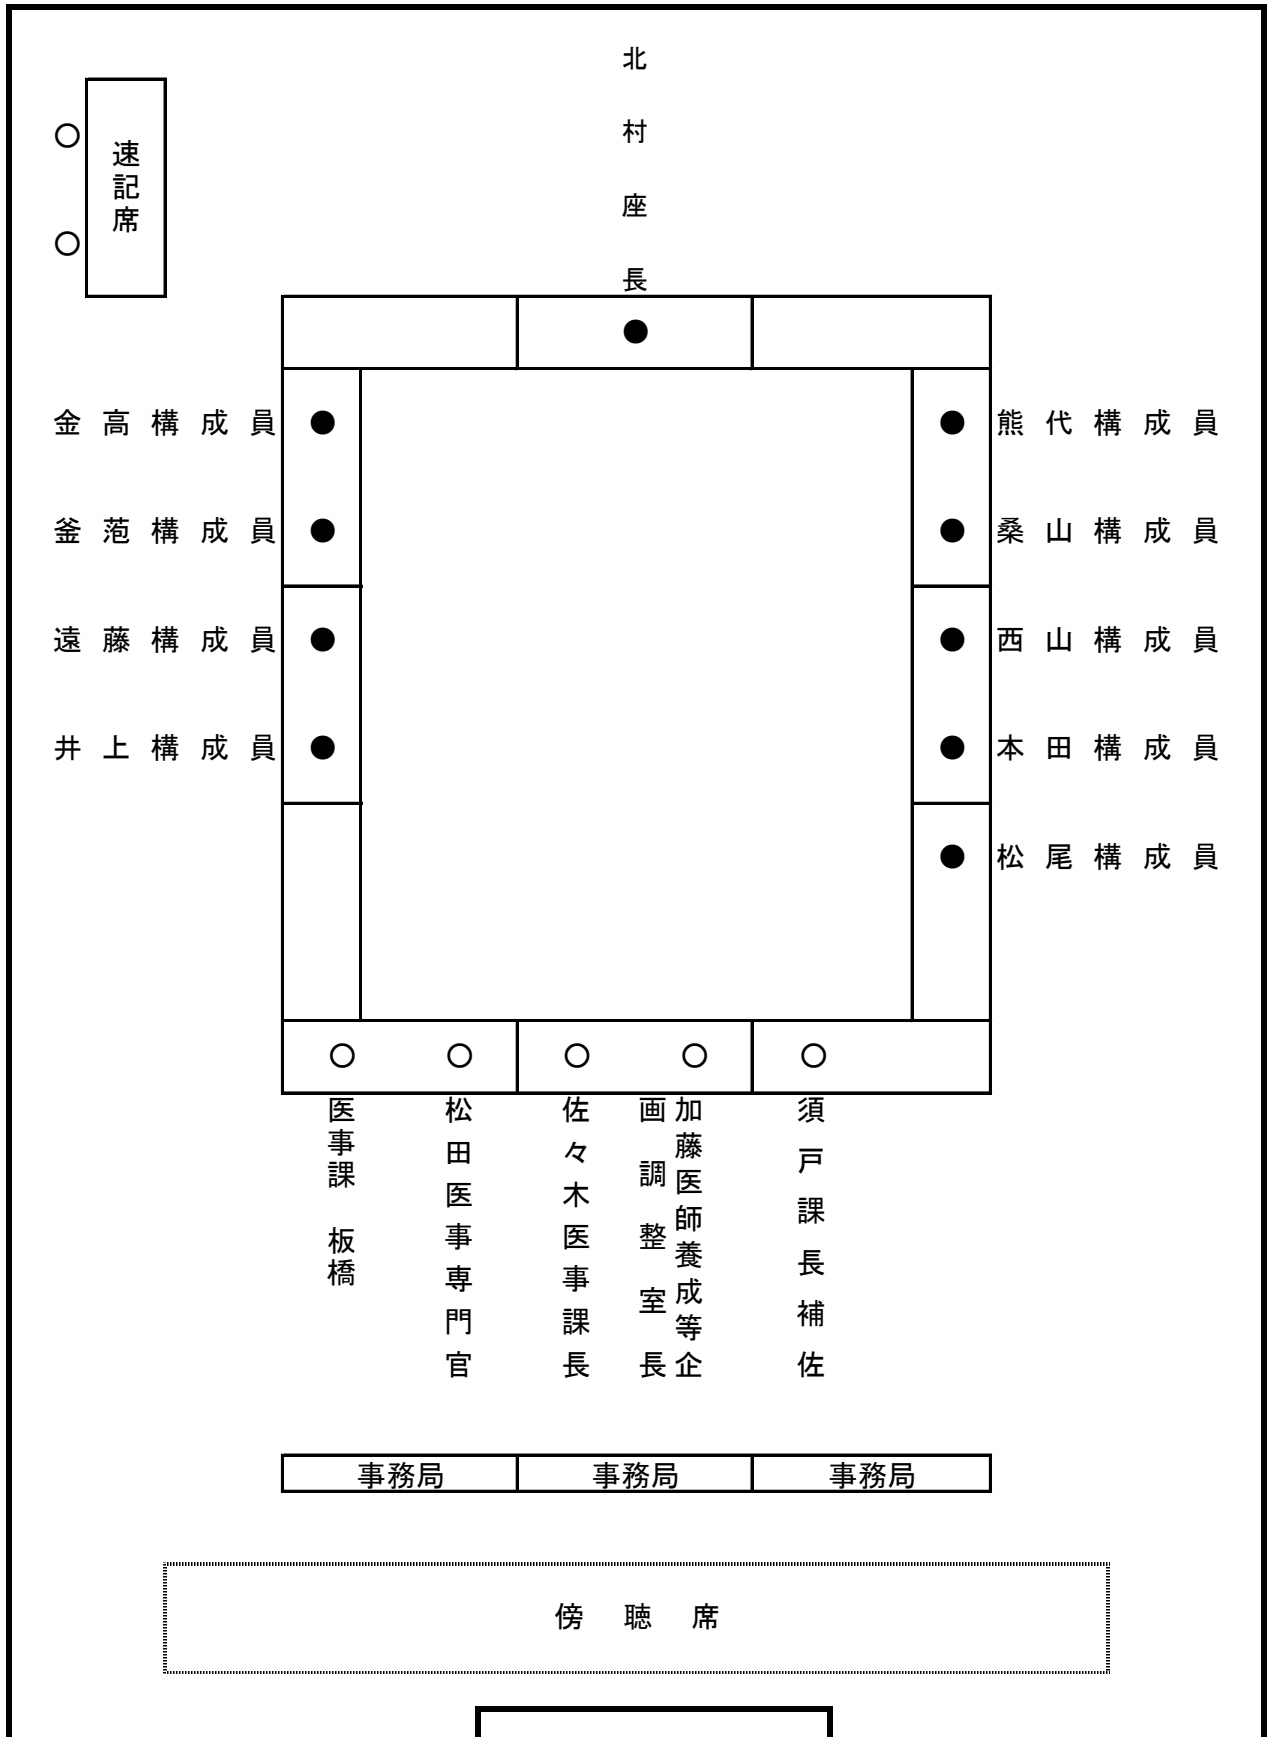 北村座長
速記席
金高構成員
熊代構成員
釜萢構成員
桑山構成員
遠藤構成員
西山構成員
井上構成員
本田構成員
松尾構成員
医事課 板橋
松田医事専門官
佐々木医事課長
加藤医師養成等企
画調整室長
須戸課長補佐
事務局
事務局
事務局
傍聴席